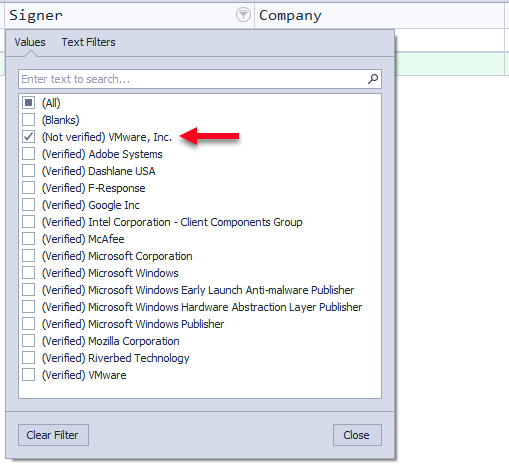 Signer Company
Values Text Filters
Enter text to search...
(All)
(Blanks)
(Not verified) VMware, Inc.
(Verified) Adobe Systems
(Verified) Dashlane USA
(Verified) F-Response
(Verified) Google Inc
(Verified) Intel Corporation - Client Components Group
(Verified) McAfee
(Verified) Microsoft Corporation
(Verified) Microsoft Windows
(Verified) Microsoft Windows Early Launch Anti-malware Publisher
(Verified) Microsoft Windows Hardware Abstraction Layer Publisher
(Verified) Microsoft Windows Publisher
(Verified) Mozilla Corporation
(Verified) Riverbed Technology
(Verified) VMware
Clear Filter Close